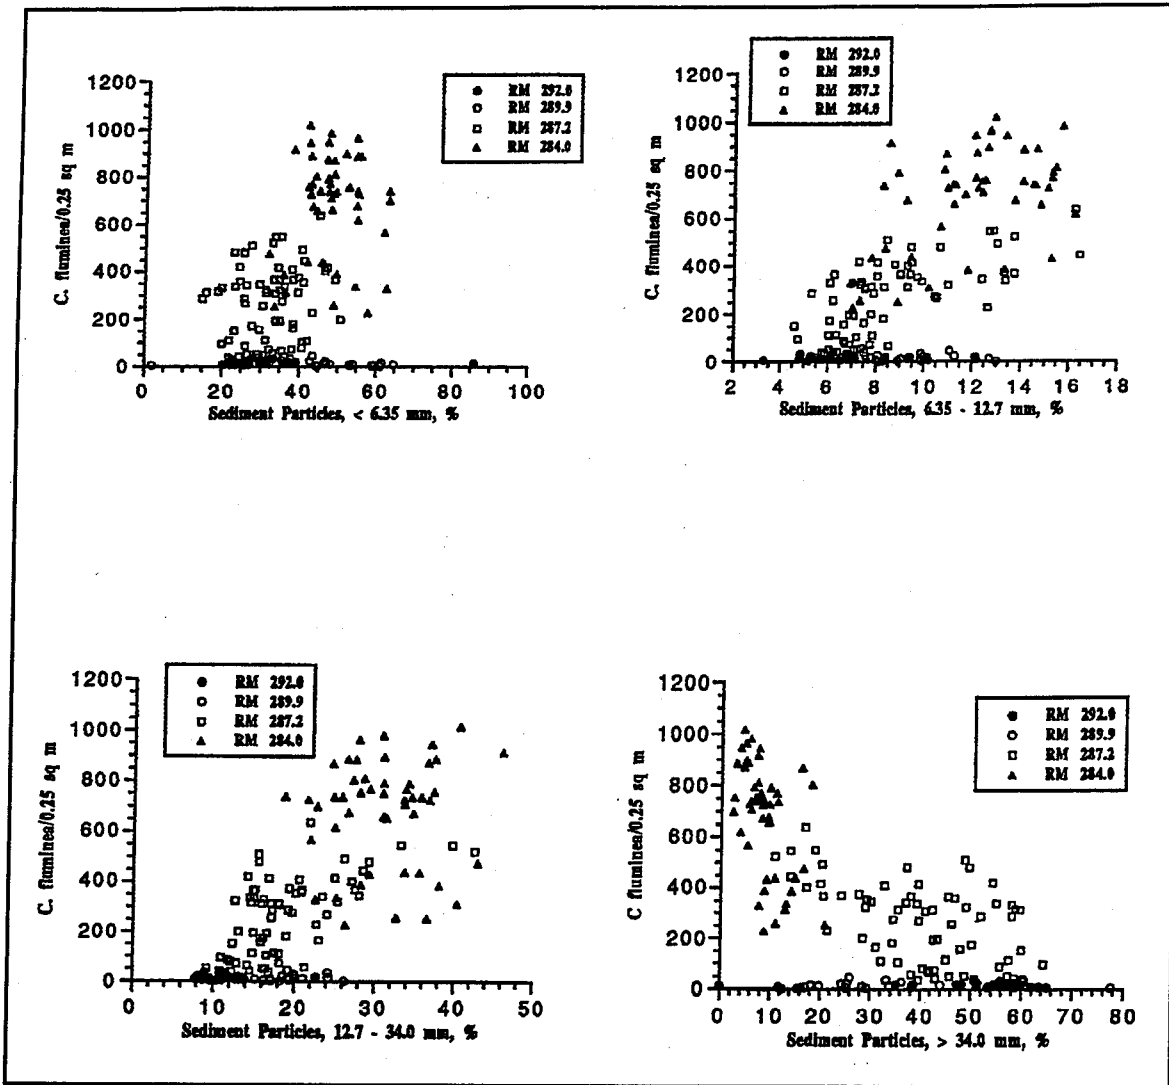 1200
1000
800
600
400
200
0
C. fluminea/0.25 sq m
RM 292.0
RM 289.9
RM 287.2
RM 284.0
0 20 40 60 80 100
Sediment Particles, < 6.35 mm, %
1200
1000
800
600
400
200
0
C. fluminea/0.25 sq m
RM 292.0
RM 289.9
RM 287.2
RM 284.0
2 4 6 8 10 12 14 16 18
Sediment Particles, 6.35 - 12.7 mm, %
1200
1000
800
600
400
200
0
C. fluminea/0.25 sq m
RM 292.0
RM 289.9
RM 287.2
RM 284.0
0 10 20 30 40 50
Sediment Particles, 12.7 - 34.0 mm, %
1200
1000
800
600
400
200
0
C fluminea/0.25 sq m
RM 292.0
RM 289.9
RM 287.2
RM 284.0
0 10 20 30 40 50 60 70 80
Sediment Particles, > 34.0 mm, %